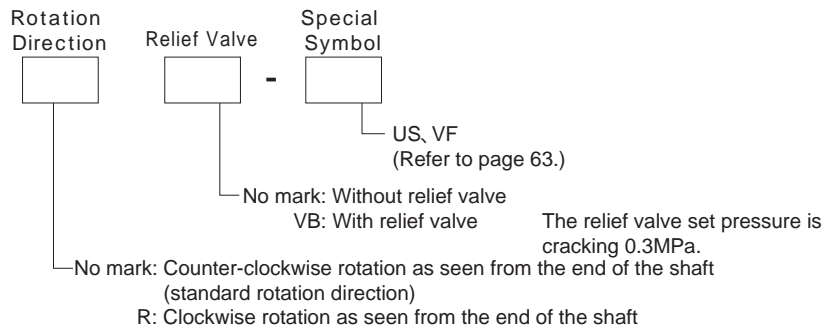 Rotation Direction
Relief Valve
Special Symbol
-
US、VF
(Refer to page 63.)
No mark: Without relief valve
VB: With relief valve
The relief valve set pressure is
cracking 0.3MPa.
No mark: Counter-clockwise rotation as seen from the end of the shaft
(standard rotation direction)
R: Clockwise rotation as seen from the end of the shaft